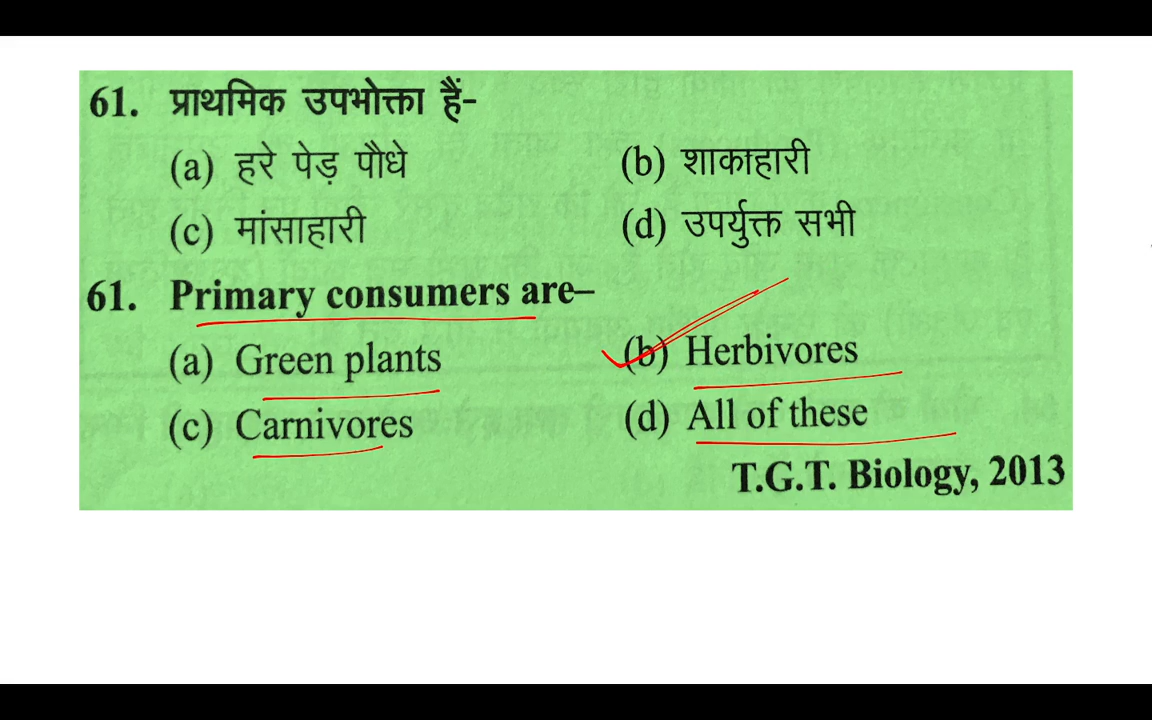 61. प्राथमिक उपभोक्ता हैं-
(a) हरे पेड़ पौधे (b) शाकाहारी
(c) मांसाहारी (d) उपर्युक्त सभी
61. Primary consumers are–
(a) Green plants (b) Herbivores
(c) Carnivores (d) All of these
T.G.T. Biology, 2013